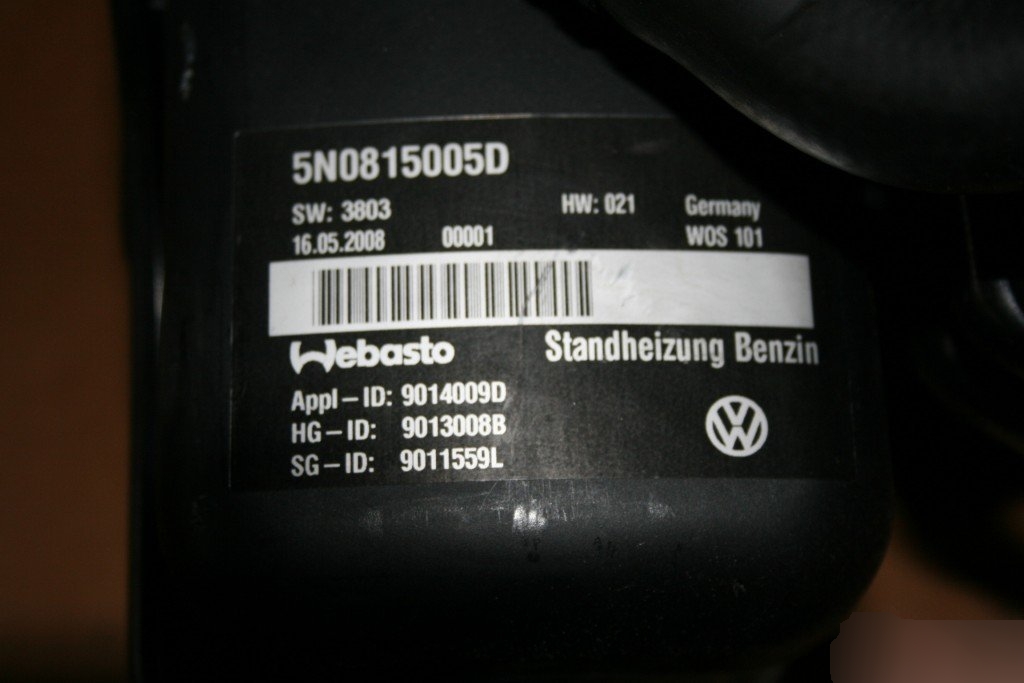 5N0815005D
SW: 3803 HW: 021 Germany
16.05.2008 00001 WOS 101
Webasto Standheizung Benzin
Appl-ID: 9014009D
HG-ID: 9013008B
SG-ID: 9011559L